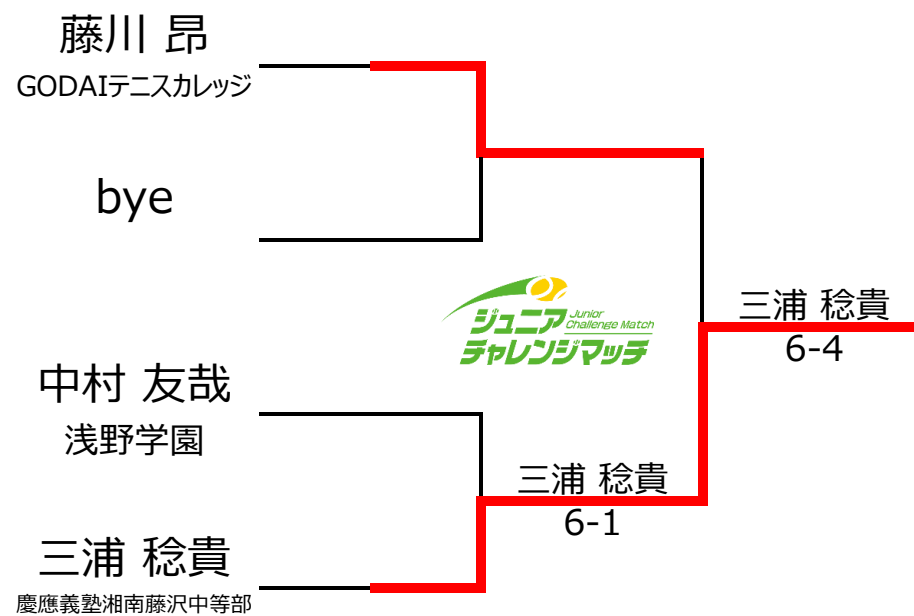 藤川 昂
GODAIテニスカレッジ
bye
ジュニア Junior
Challenge Match
チャレンジマッチ
三浦 稔貴
6-4
中村 友哉
浅野学園
三浦 稔貴
6-1
三浦 稔貴
慶應義塾湘南藤沢中等部